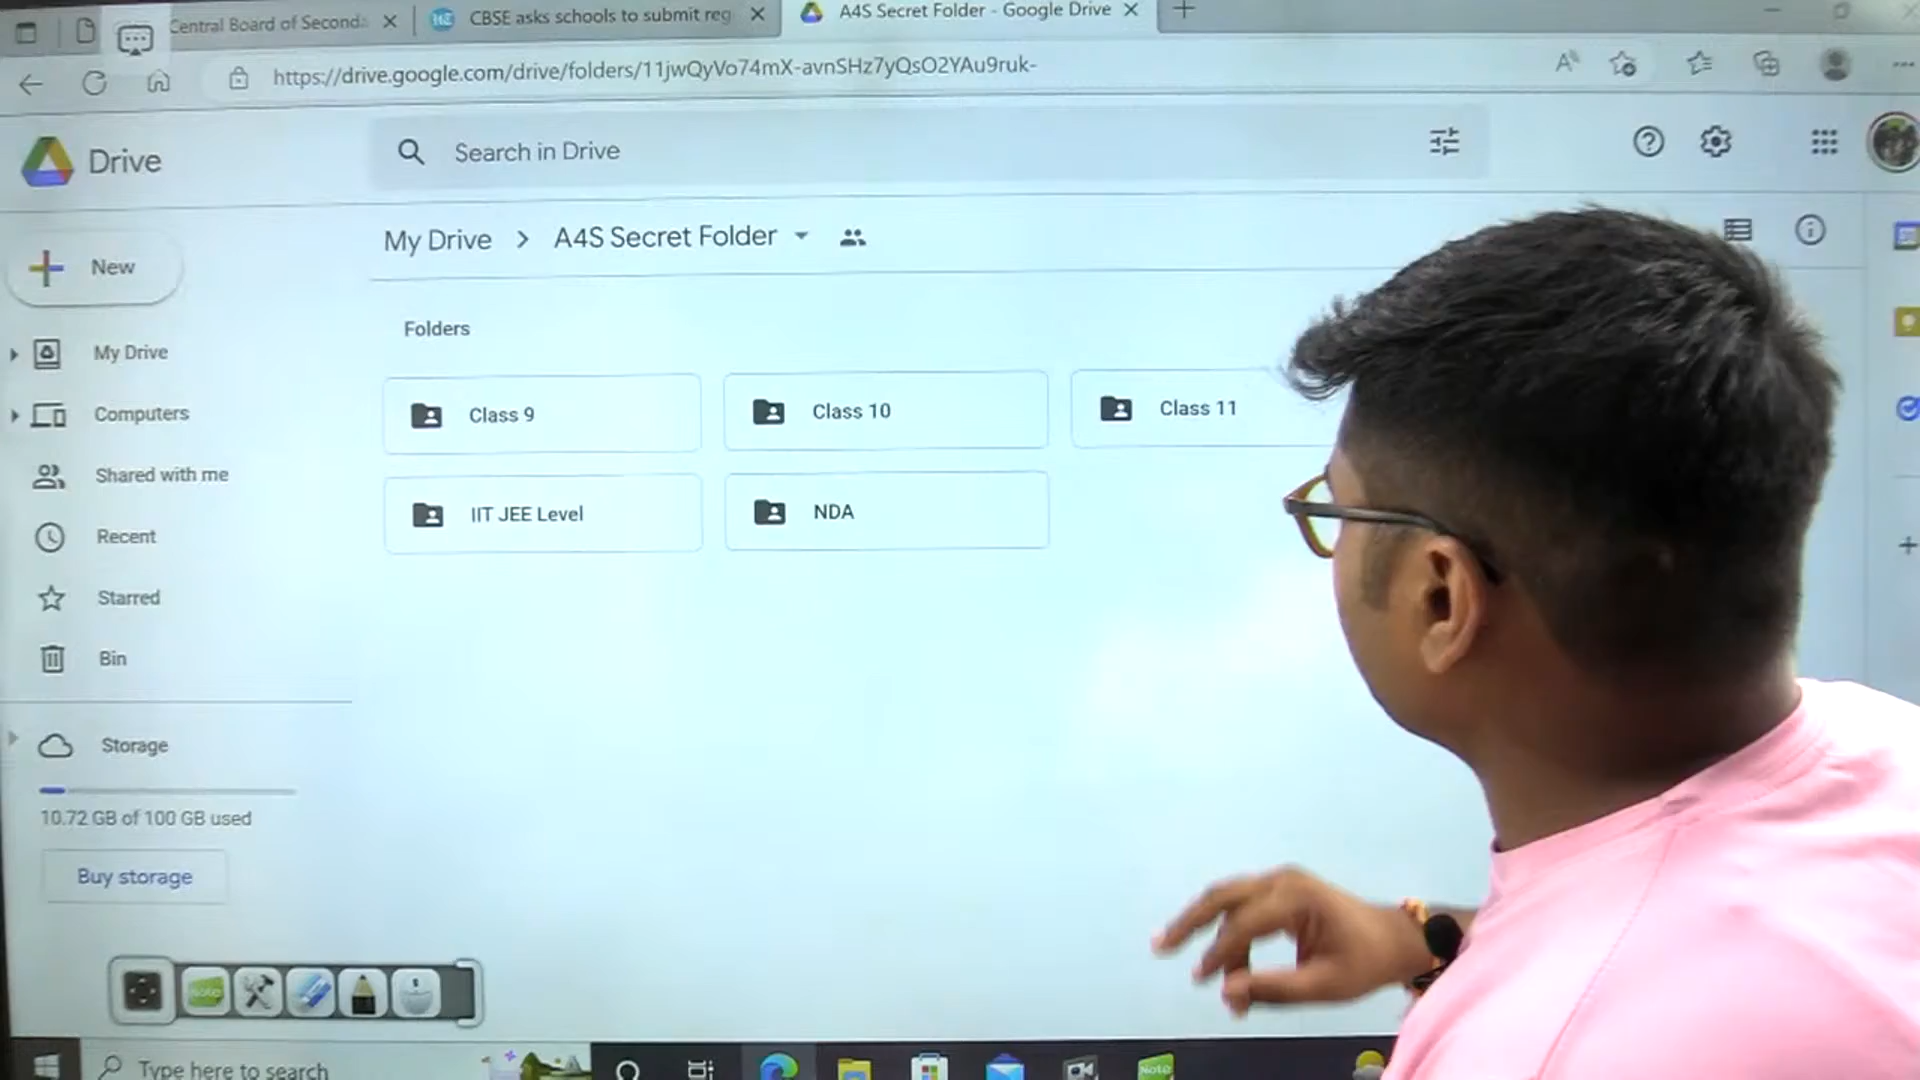 Central Board of Seconda
CBSE asks schools to submit reg
A4S Secret Folder - Google Drive
https://drive.google.com/drive/folders/11jwQyVo74mX-avnSHz7yQsO2YAu9ruk-
Drive
Search in Drive
My Drive > A4S Secret Folder
New
Folders
My Drive
Computers
Shared with me
Recent
Starred
Bin
Storage
10.72 GB of 100 GB used
Buy storage
Class 9
Class 10
Class 11
IIT JEE Level
NDA
Note
Type here to search
Note